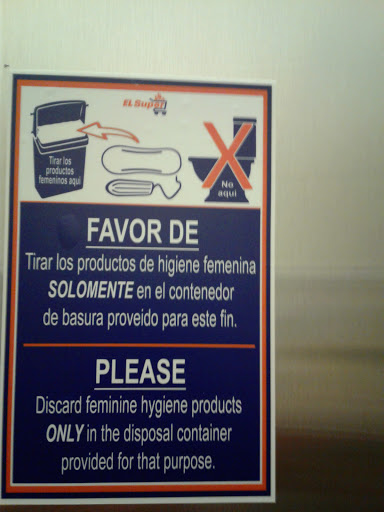 EL Super
Tirar los
productos
femeninos aquí
No
aquí
FAVOR DE
Tirar los productos de higiene femenina
SOLOMENTE en el contenedor
de basura proveido para este fin.
PLEASE
Discard feminine hygiene products
ONLY in the disposal container
provided for that purpose.